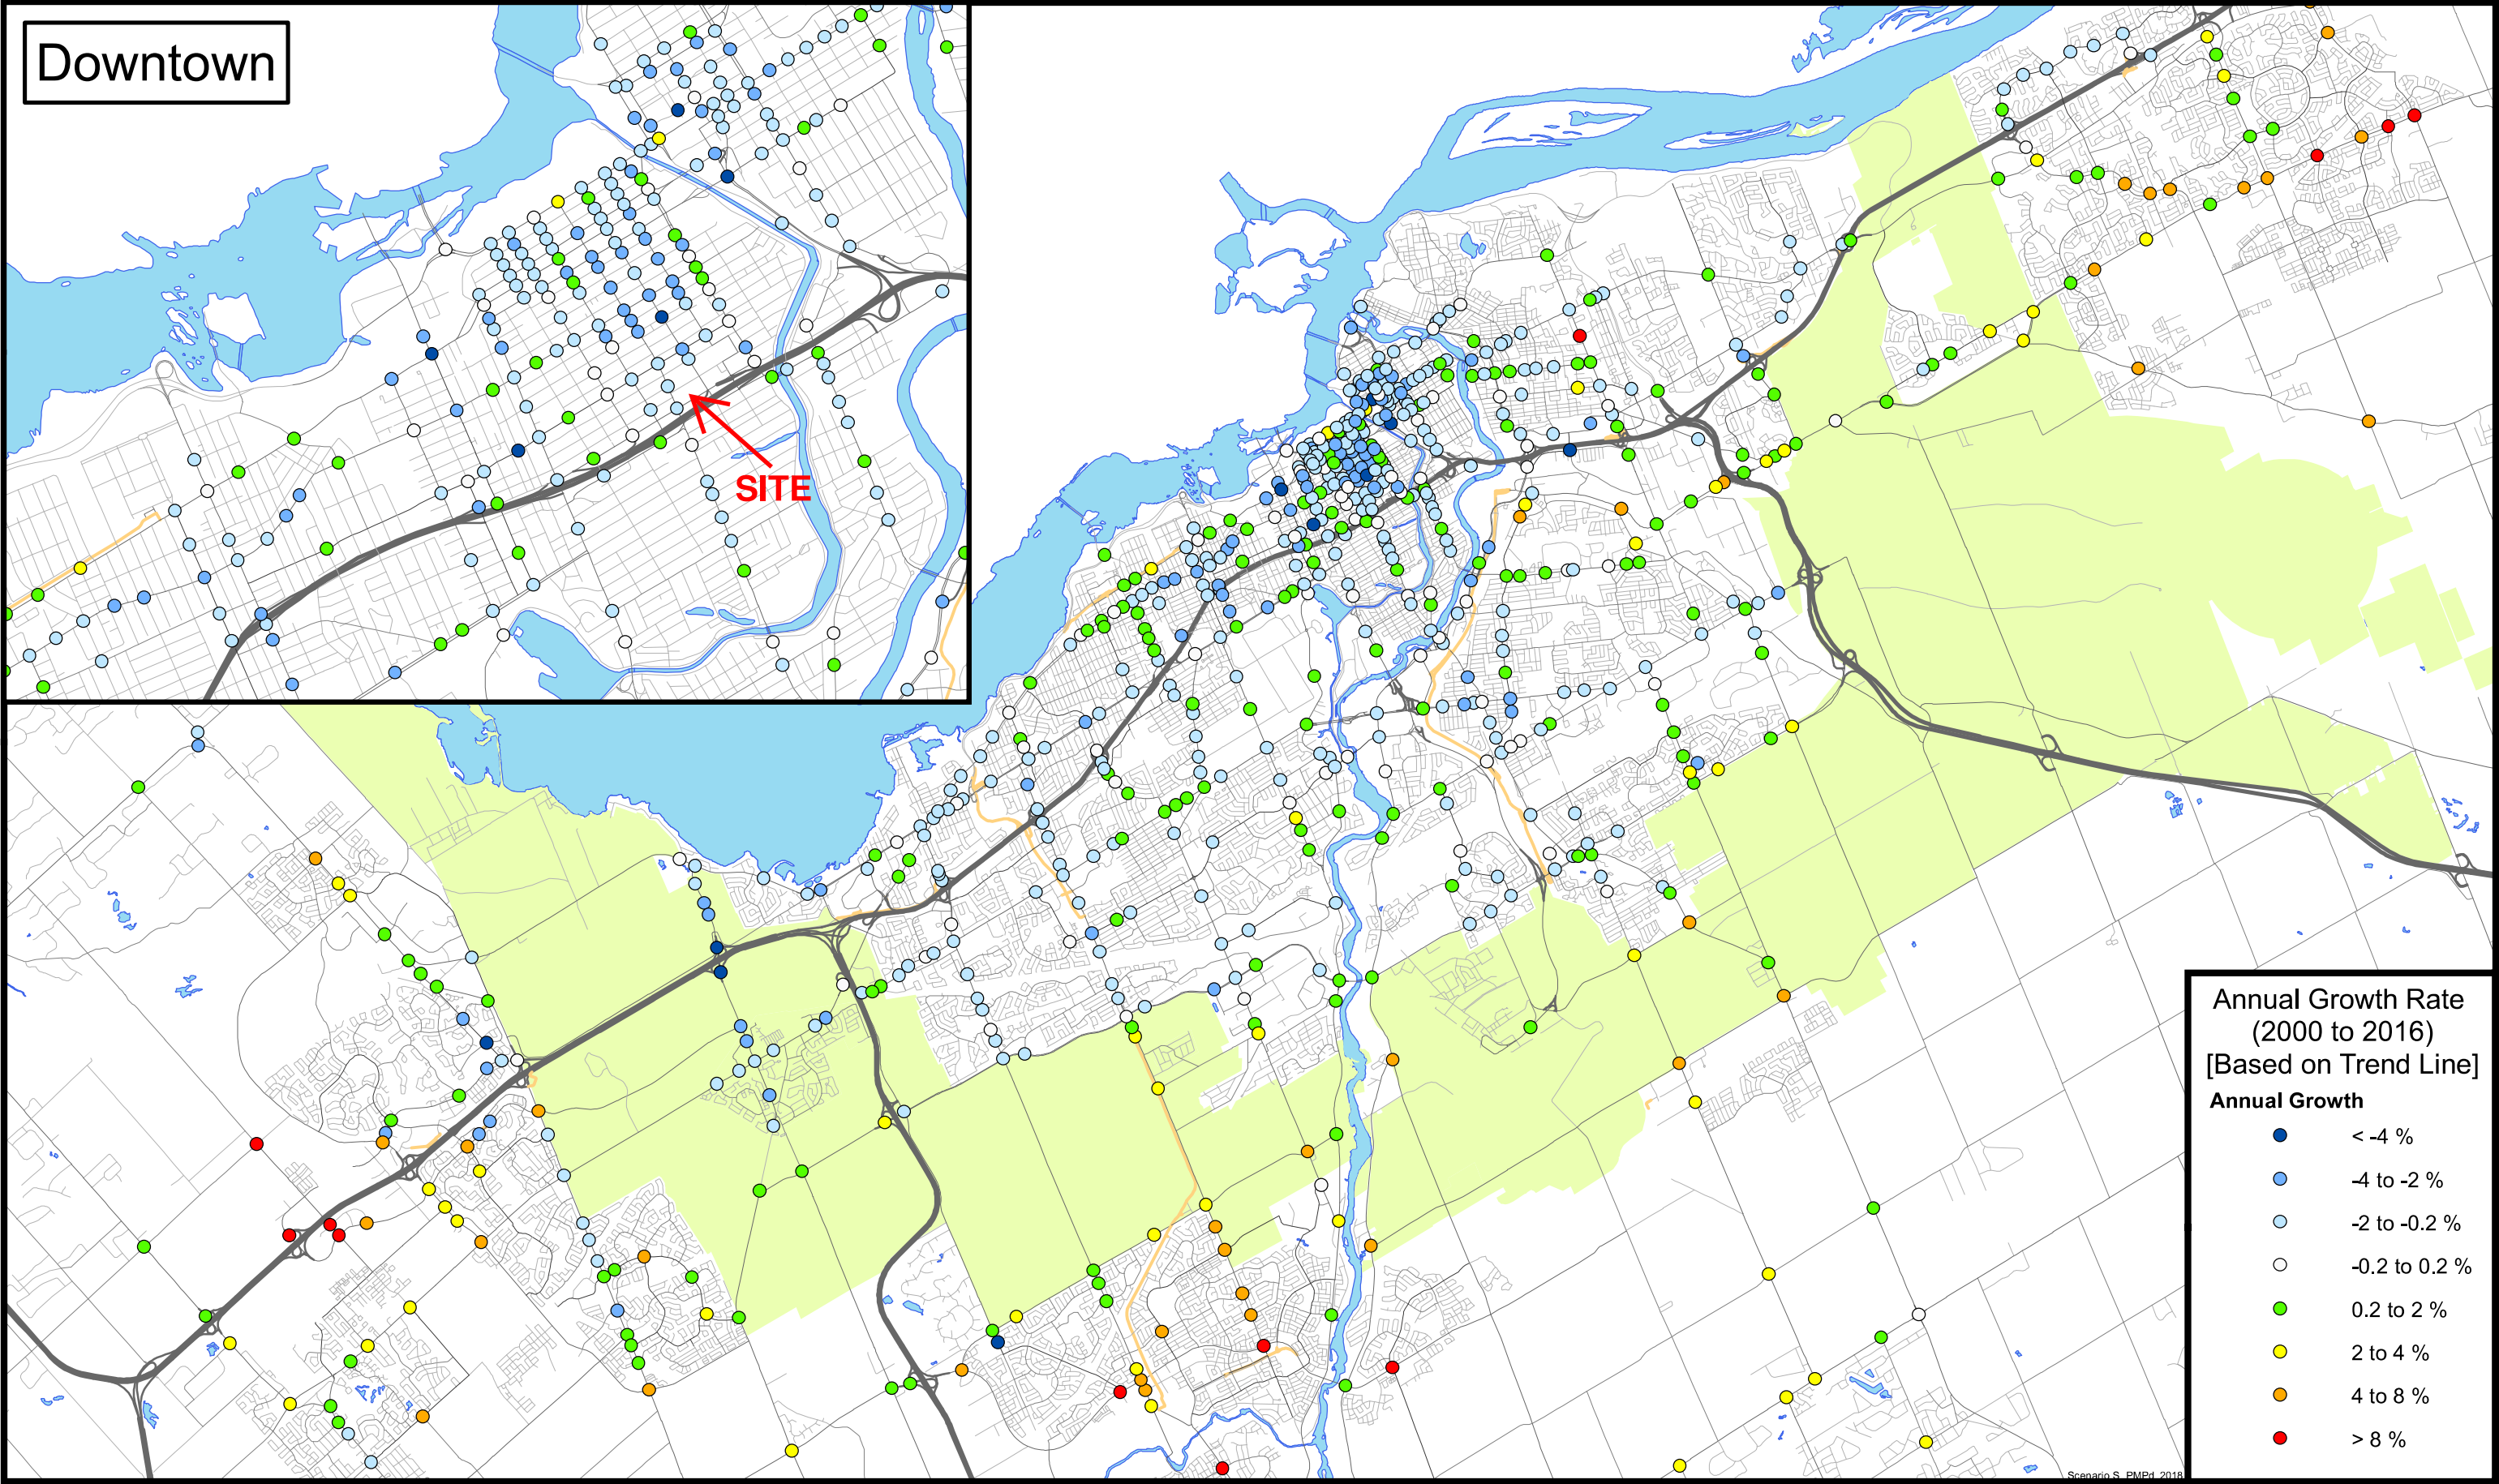 Downtown
SITE
Annual Growth Rate
(2000 to 2016)
[Based on Trend Line]
Annual Growth
< -4 %
-4 to -2 %
-2 to -0.2 %
-0.2 to 0.2 %
0.2 to 2 %
2 to 4 %
4 to 8 %
> 8 %
Scenario S_PMPd_2018